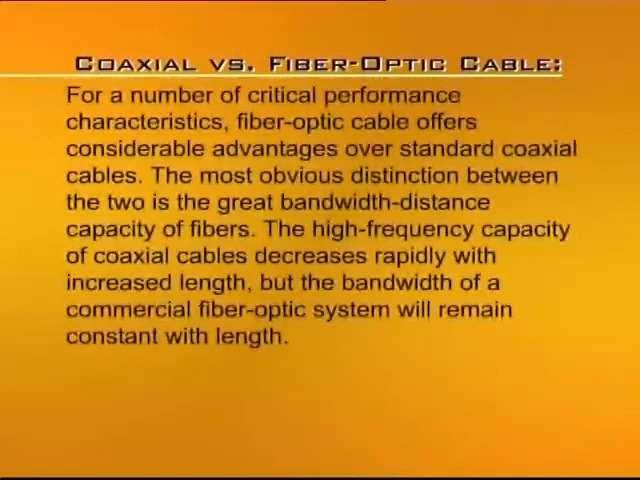 Coaxial vs. Fiber-Optic Cable:
For a number of critical performance
characteristics, fiber-optic cable offers
considerable advantages over standard coaxial
cables. The most obvious distinction between
the two is the great bandwidth-distance
capacity of fibers. The high-frequency capacity
of coaxial cables decreases rapidly with
increased length, but the bandwidth of a
commercial fiber-optic system will remain
constant with length.